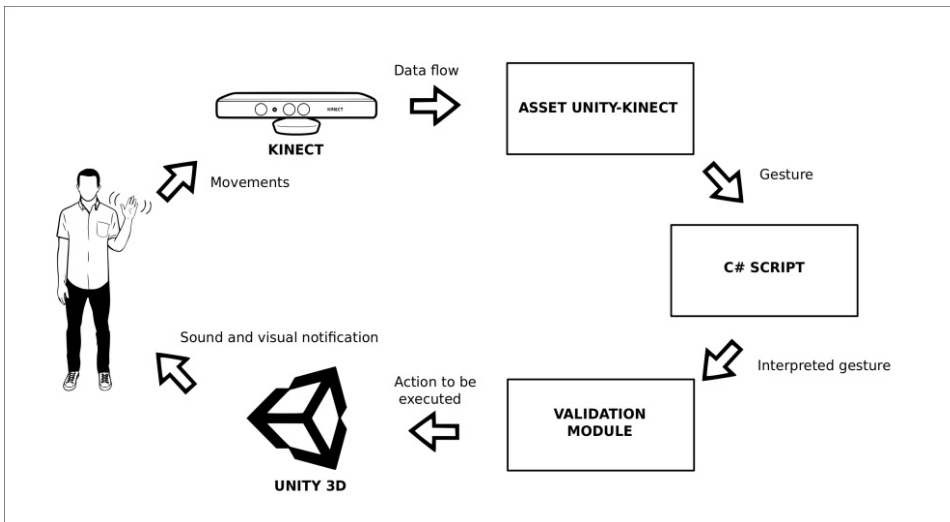 Data flow
KINECT
ASSET UNITY-KINECT
KINECT
Movements
Gesture
C# SCRIPT
Sound and visual notification
Interpreted gesture
Action to be
executed
VALIDATION
MODULE
UNITY 3D